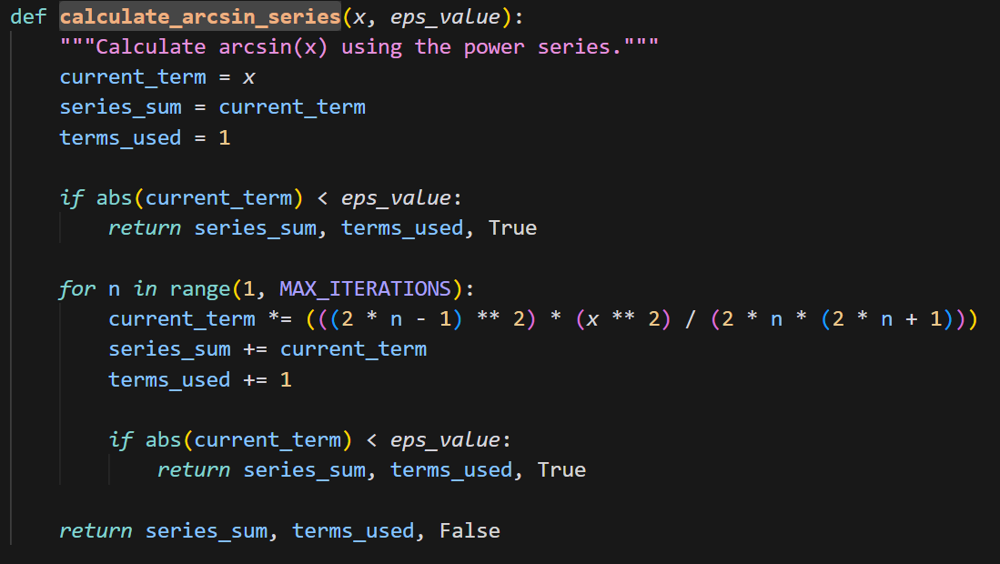 def calculate_arcsin_series(x, eps_value):
    """Calculate arcsin(x) using the power series."""
    current_term = x
    series_sum = current_term
    terms_used = 1

    if abs(current_term) < eps_value:
        return series_sum, terms_used, True

    for n in range(1, MAX_ITERATIONS):
        current_term *= (((2 * n - 1) ** 2) * (x ** 2) / (2 * n * (2 * n + 1)))
        series_sum += current_term
        terms_used += 1

        if abs(current_term) < eps_value:
            return series_sum, terms_used, True

    return series_sum, terms_used, False